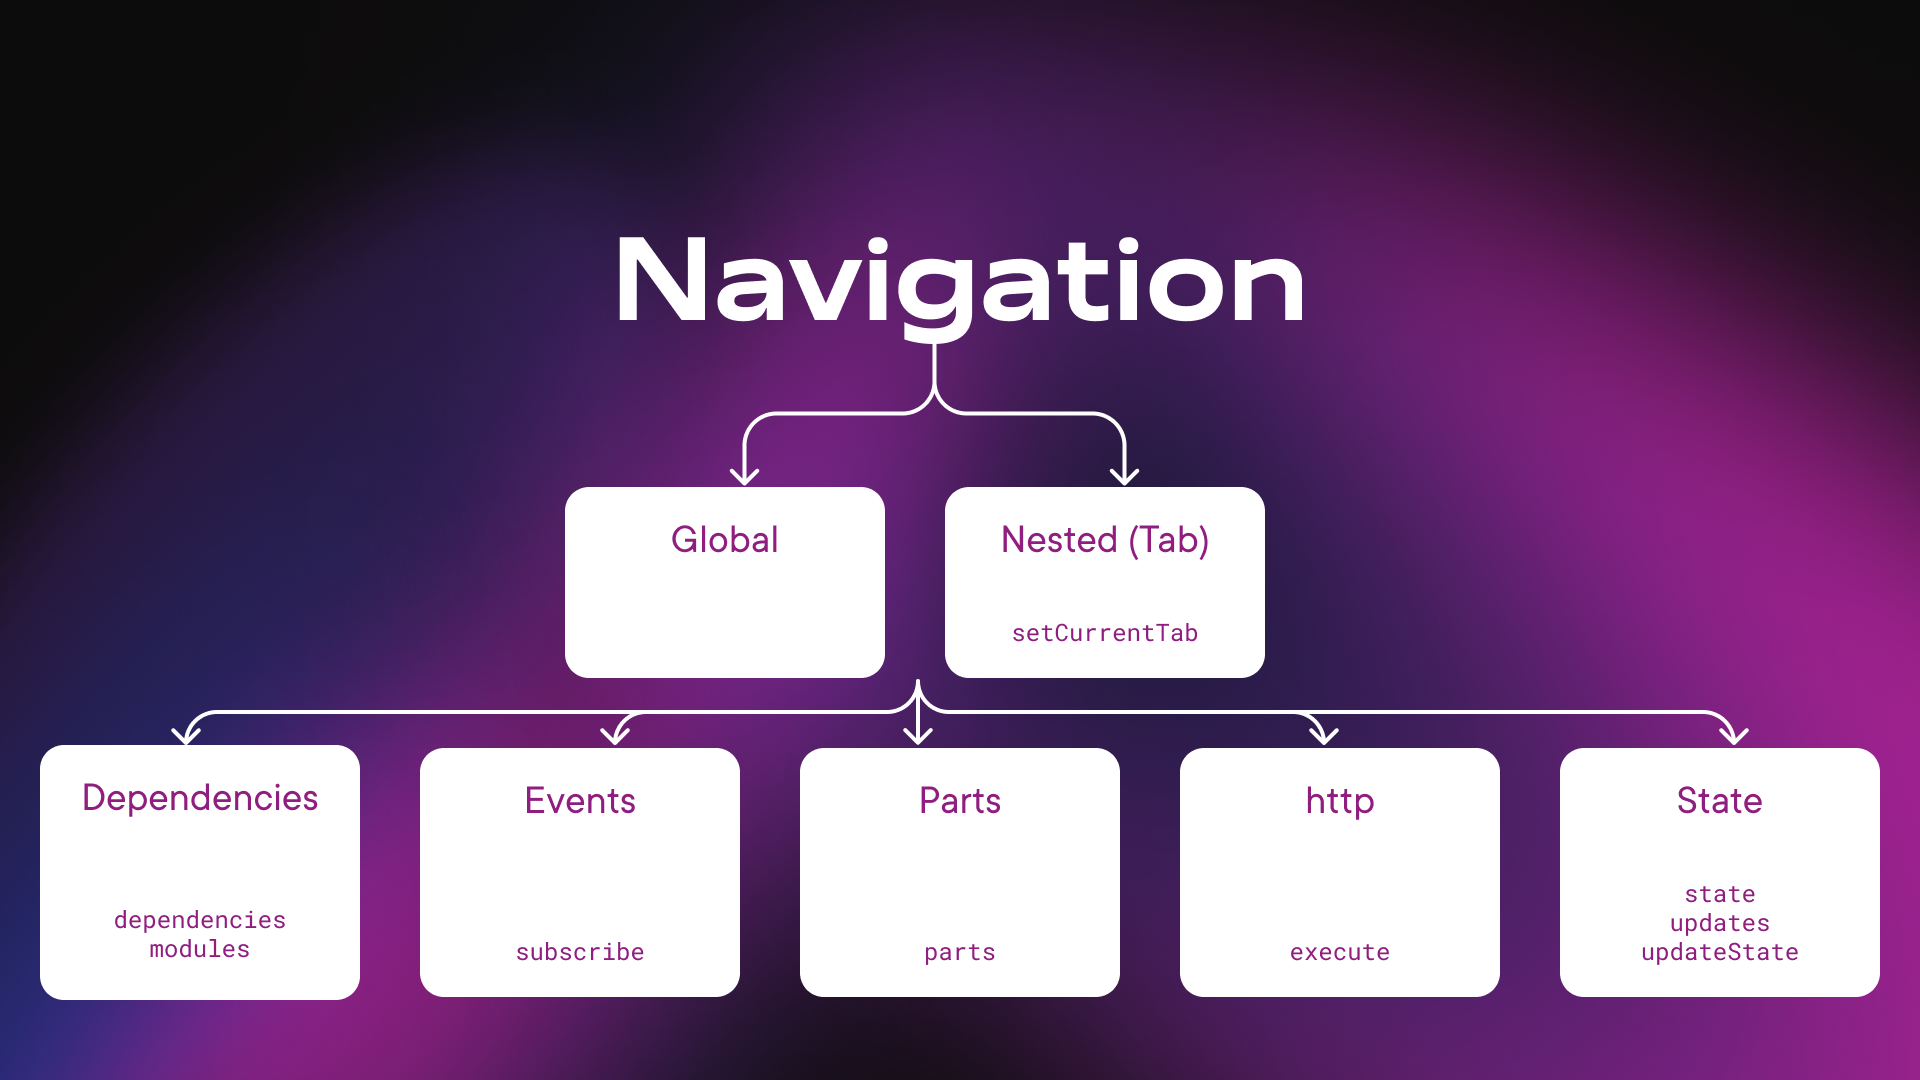 Navigation
Global
Nested (Tab)
setCurrentTab
Dependencies
dependencies
modules
Events
subscribe
Parts
parts
http
execute
State
state
updates
updateState